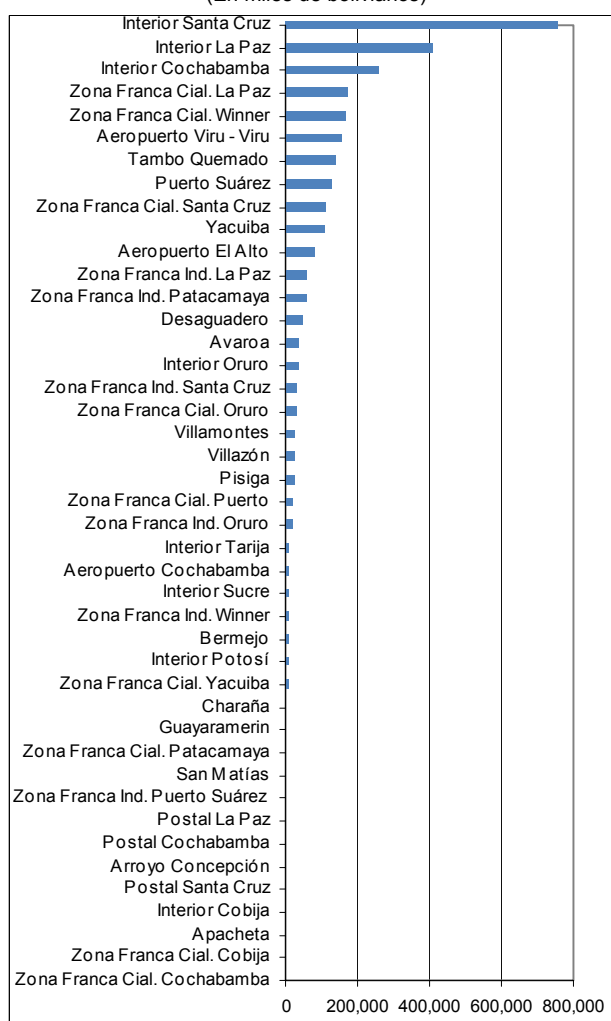 (En miles de bolivianos)
Interior Santa Cruz
Interior La Paz
Interior Cochabamba
Zona Franca Cial. La Paz
Zona Franca Cial. Winner
Aeropuerto Viru - Viru
Tambo Quemado
Puerto Suárez
Zona Franca Cial. Santa Cruz
Yacuiba
Aeropuerto El Alto
Zona Franca Ind. La Paz
Zona Franca Ind. Patacamaya
Desaguadero
Avaroa
Interior Oruro
Zona Franca Ind. Santa Cruz
Zona Franca Cial. Oruro
Villamontes
Villazón
Pisiga
Zona Franca Cial. Puerto
Zona Franca Ind. Oruro
Interior Tarija
Aeropuerto Cochabamba
Interior Sucre
Zona Franca Ind. Winner
Bermejo
Interior Potosí
Zona Franca Cial. Yacuiba
Charaña
Guayaramerin
Zona Franca Cial. Patacamaya
San Matías
Zona Franca Ind. Puerto Suárez
Postal La Paz
Postal Cochabamba
Arroyo Concepción
Postal Santa Cruz
Interior Cobija
Apacheta
Zona Franca Cial. Cobija
Zona Franca Cial. Cochabamba
0 200,000 400,000 600,000 800,000